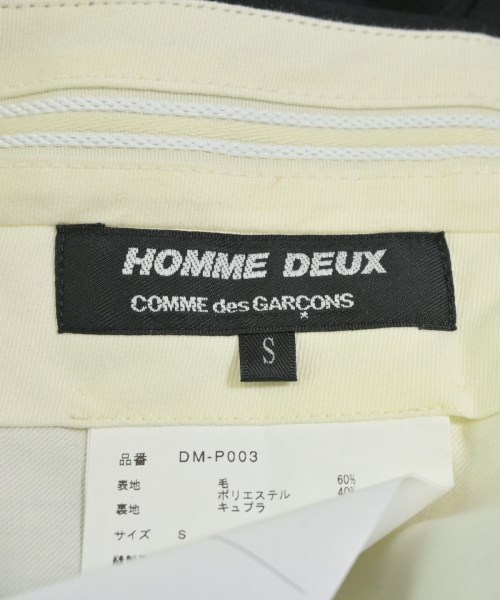 HOMME DEUX
COMME des GARÇONS
S
品番 DM-P003
表地 毛 60%
ポリエステル 40%
裏地 キュプラ
サイズ S